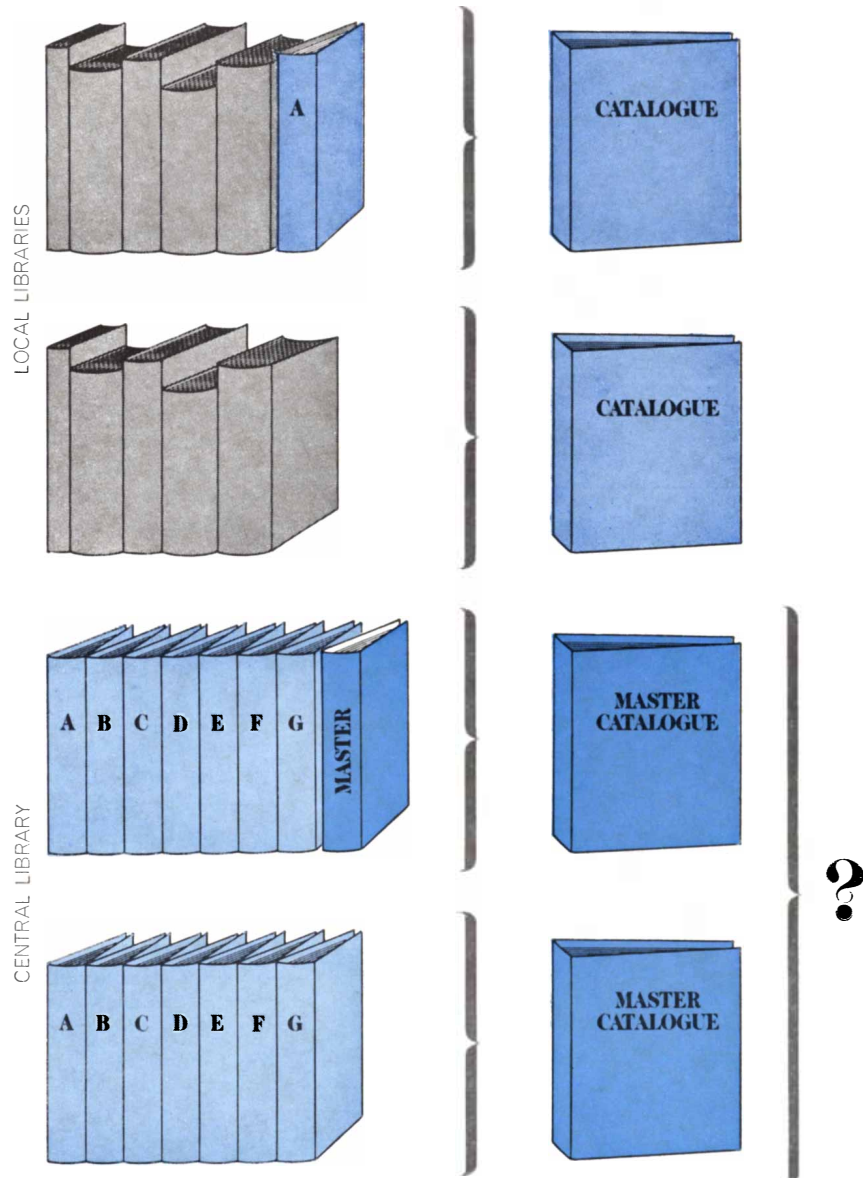 LOCAL LIBRARIES
A
CATALOGUE
CATALOGUE
CENTRAL LIBRARY
A B C D E F G MASTER
MASTER
CATALOGUE
?
A B C D E F G
MASTER
CATALOGUE